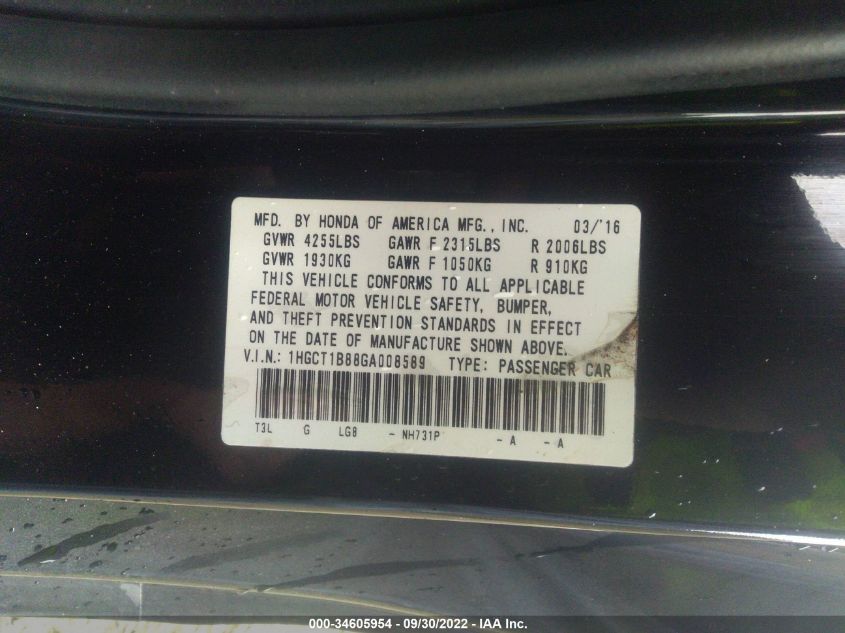 MFD. BY HONDA OF AMERICA MFG., INC. 03/'16
GVWR 4255LBS GAWR F 2315LBS R 2006LBS
GVWR 1930KG GAWR F 1050KG R 910KG
THIS VEHICLE CONFORMS TO ALL APPLICABLE
FEDERAL MOTOR VEHICLE SAFETY, BUMPER,
AND THEFT PREVENTION STANDARDS IN EFFECT
ON THE DATE OF MANUFACTURE SHOWN ABOVE.
V.I.N.: 1HGCT1B88GA008589 TYPE: PASSENGER CAR
T3L G LG8 - NH731P - A - A
000-34605954 - 09/30/2022 - IAA Inc.